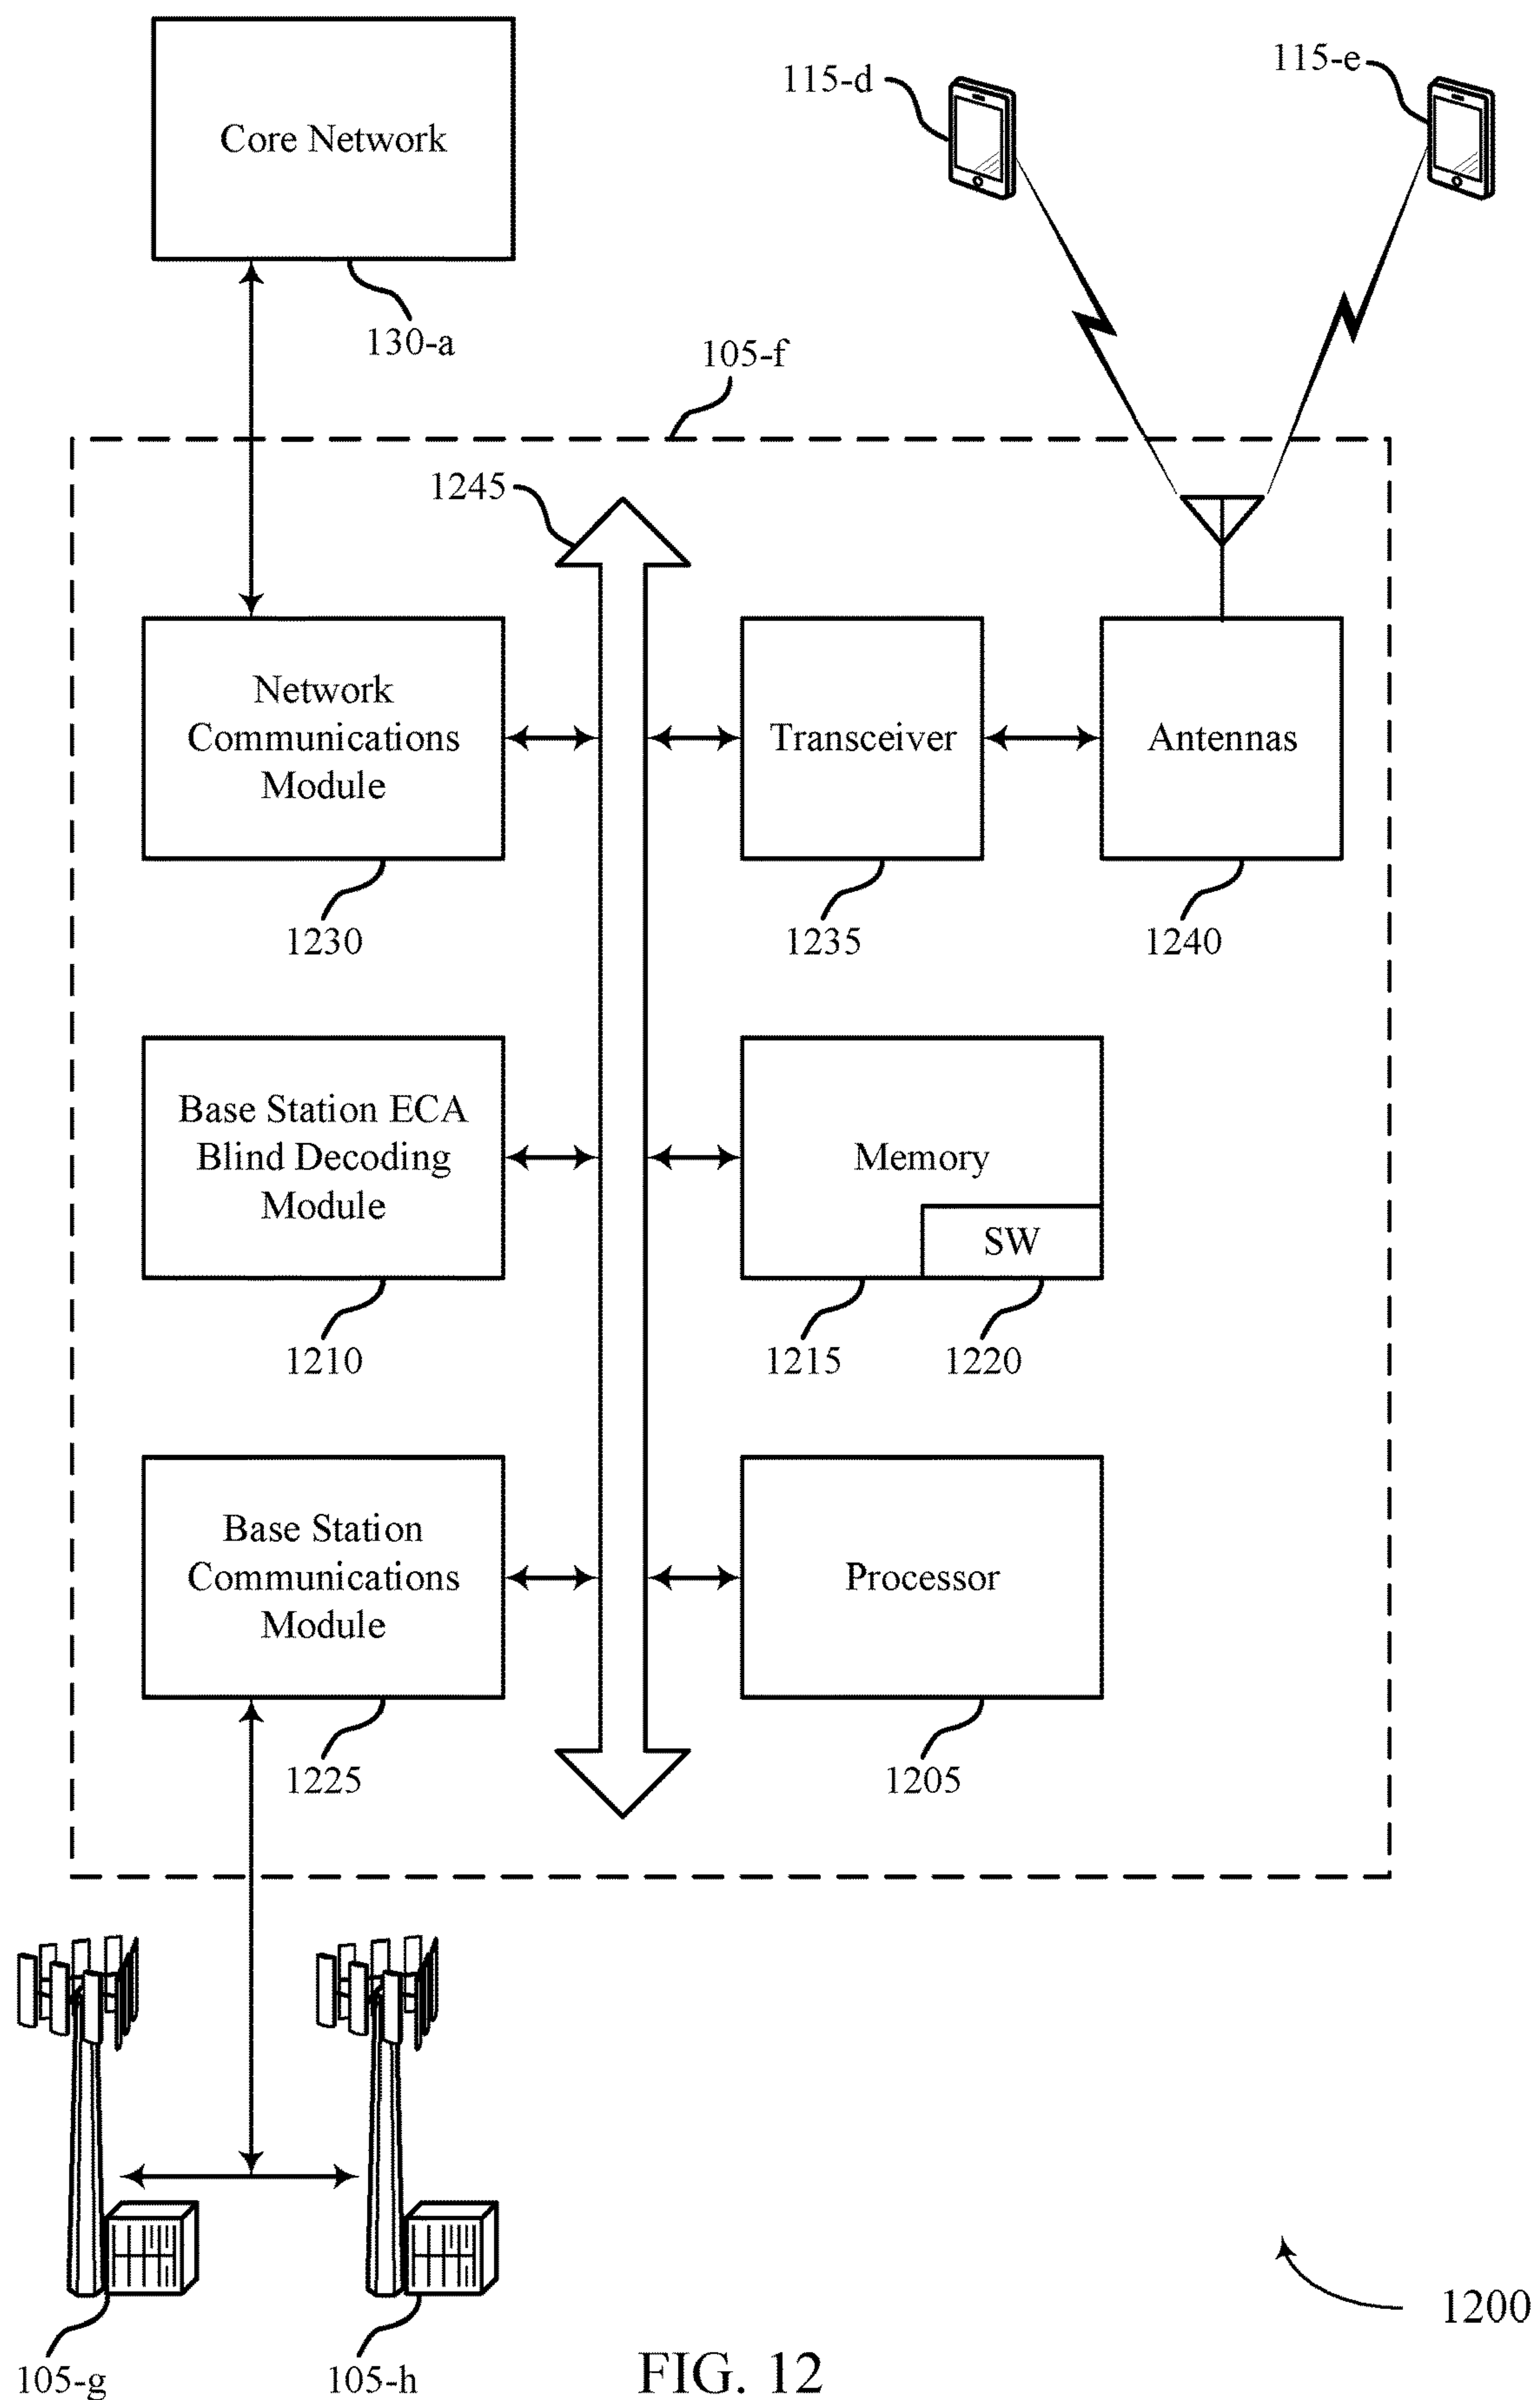 115-d
115-e
Core Network
130-a
105-f
1245
Network
Communications
Module
Transceiver
Antennas
1230
1235
1240
Base Station ECA
Blind Decoding
Module
Memory
SW
1210
1215
1220
Base Station
Communications
Module
Processor
1225
1205
1200
105-g
105-h
FIG. 12